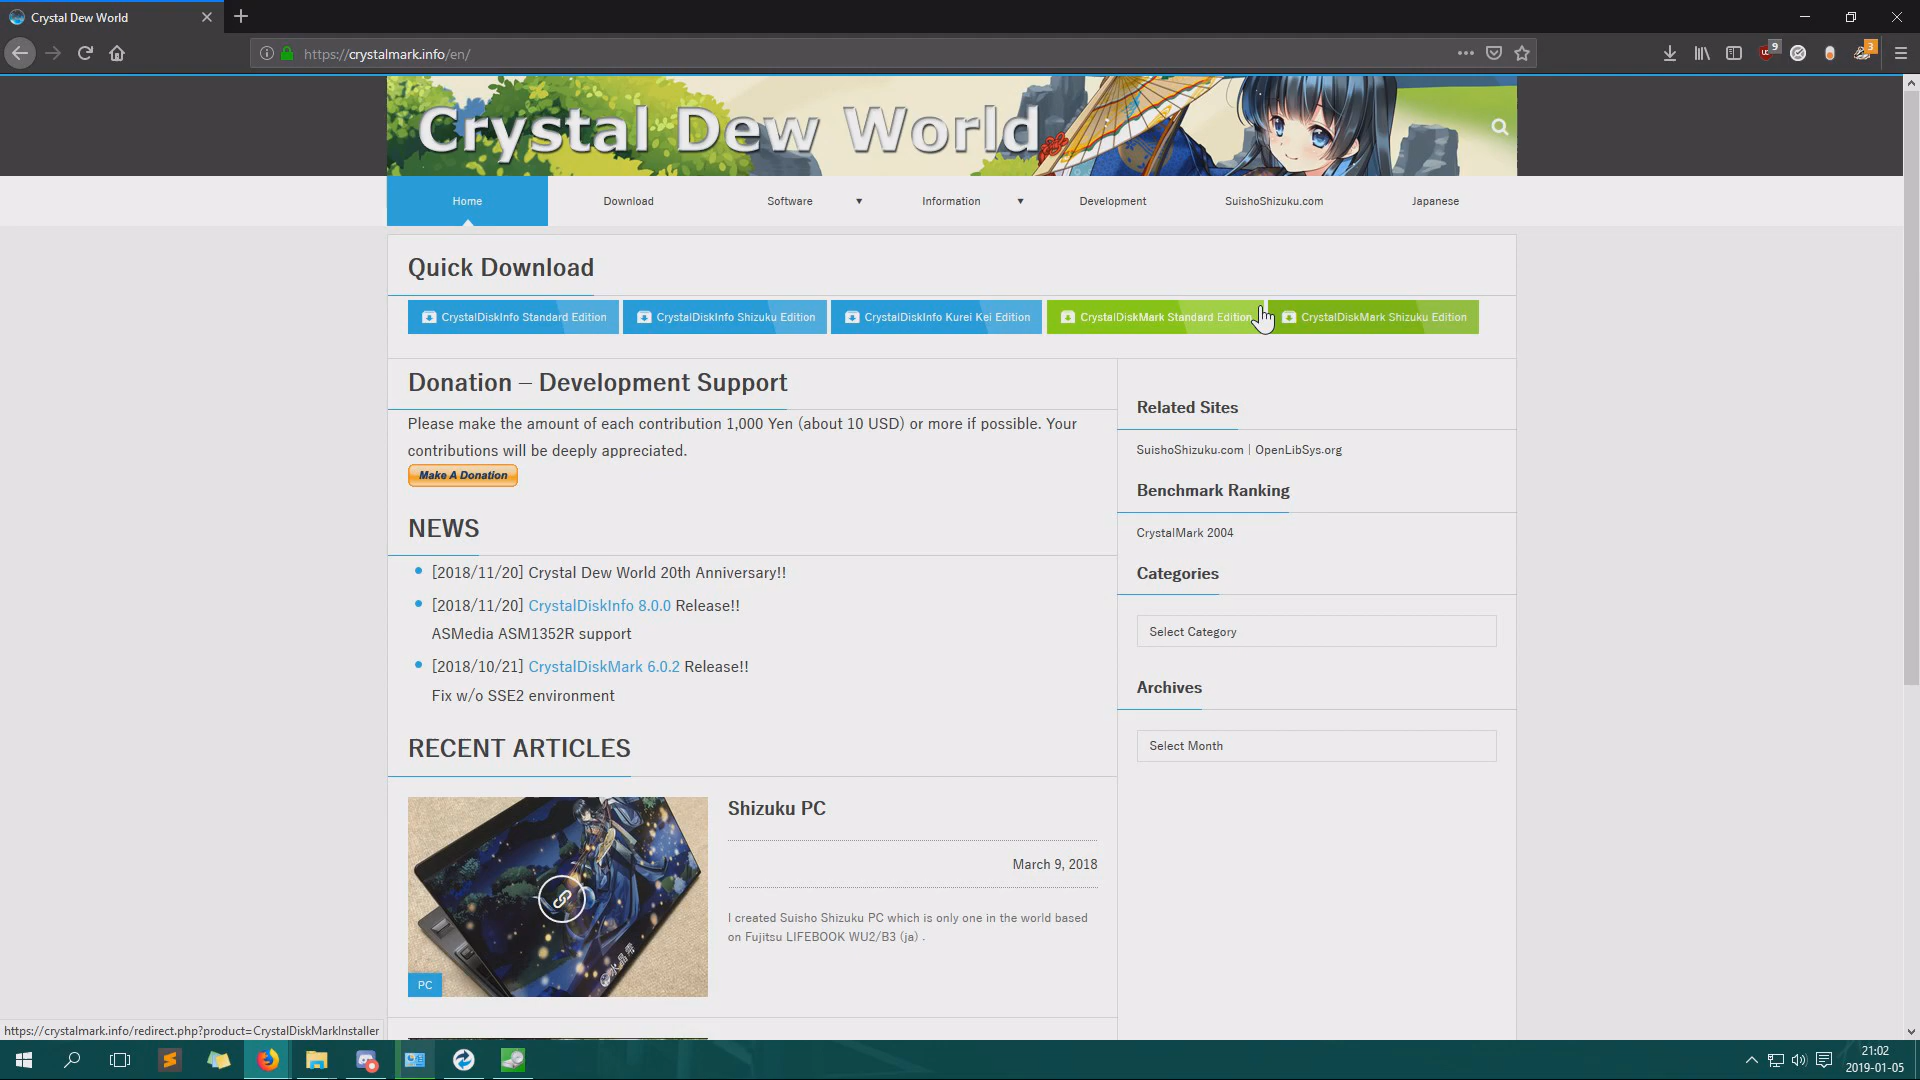 Crystal Dew World
https://crystalmark.info/en/
9
3
Crystal Dew World
Home
Download
Software
Information
Development
SuishoShizuku.com
Japanese
Quick Download
CrystalDiskInfo Standard Edition
CrystalDiskInfo Shizuku Edition
CrystalDiskInfo Kurei Kei Edition
CrystalDiskMark Standard Edition
CrystalDiskMark Shizuku Edition
Donation – Development Support
Please make the amount of each contribution 1,000 Yen (about 10 USD) or more if possible. Your
contributions will be deeply appreciated.
Make A Donation
NEWS
[2018/11/20] Crystal Dew World 20th Anniversary!!
[2018/11/20] CrystalDiskInfo 8.0.0 Release!!
ASMedia ASM1352R support
[2018/10/21] CrystalDiskMark 6.0.2 Release!!
Fix w/o SSE2 environment
RECENT ARTICLES
Shizuku PC
March 9, 2018
I created Suisho Shizuku PC which is only one in the world based
on Fujitsu LIFEBOOK WU2/B3 (ja) .
水晶雫
PC
Related Sites
SuishoShizuku.com | OpenLibSys.org
Benchmark Ranking
CrystalMark 2004
Categories
Select Category
Archives
Select Month
https://crystalmark.info/redirect.php?product=CrystalDiskMarkInstaller
21:02
2019-01-05